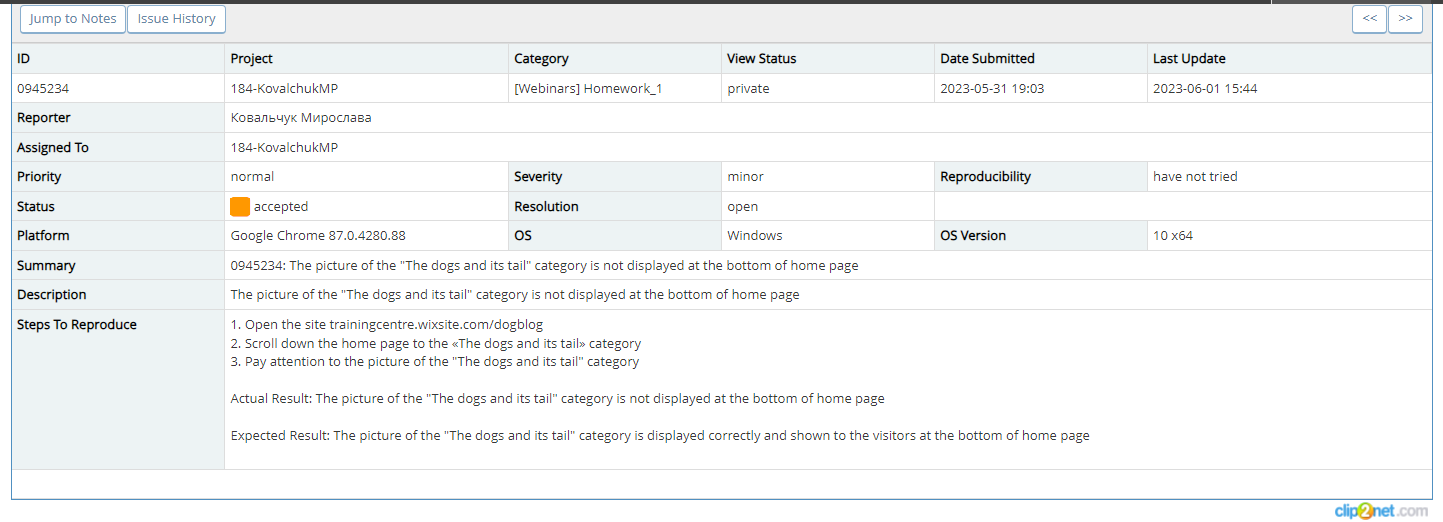 Jump to Notes Issue History << >>
ID Project Category View Status Date Submitted Last Update
0945234 184-KovalchukMP [Webinars] Homework_1 private 2023-05-31 19:03 2023-06-01 15:44
Reporter Ковальчук Мирослава
Assigned To 184-KovalchukMP
Priority normal Severity minor Reproducibility have not tried
Status accepted Resolution open
Platform Google Chrome 87.0.4280.88 OS Windows OS Version 10 x64
Summary 0945234: The picture of the "The dogs and its tail" category is not displayed at the bottom of home page
Description The picture of the "The dogs and its tail" category is not displayed at the bottom of home page
Steps To Reproduce 1. Open the site trainingcentre.wixsite.com/dogblog
2. Scroll down the home page to the «The dogs and its tail» category
3. Pay attention to the picture of the "The dogs and its tail" category
Actual Result: The picture of the "The dogs and its tail" category is not displayed at the bottom of home page
Expected Result: The picture of the "The dogs and its tail" category is displayed correctly and shown to the visitors at the bottom of home page
clip2net.com